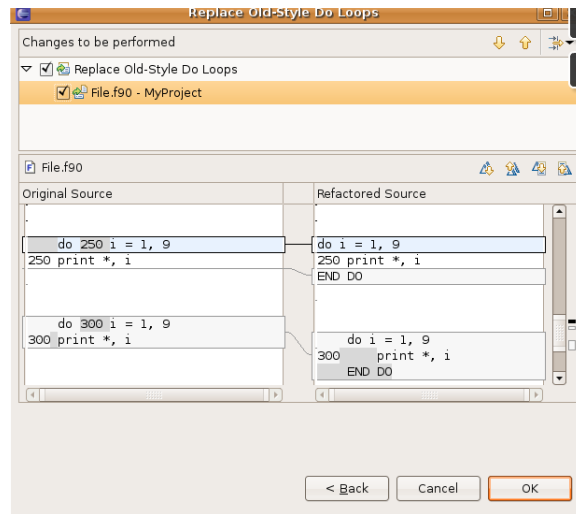 Replace Old-Style Do Loops
Changes to be performed
Replace Old-Style Do Loops
File.f90 - MyProject
File.f90
Original Source
do 250 i = 1, 9
250 print *, i
do 300 i = 1, 9
300 print *, i
Refactored Source
do i = 1, 9
250 print *, i
END DO
do i = 1, 9
300 print *, i
END DO
< Back
Cancel
OK